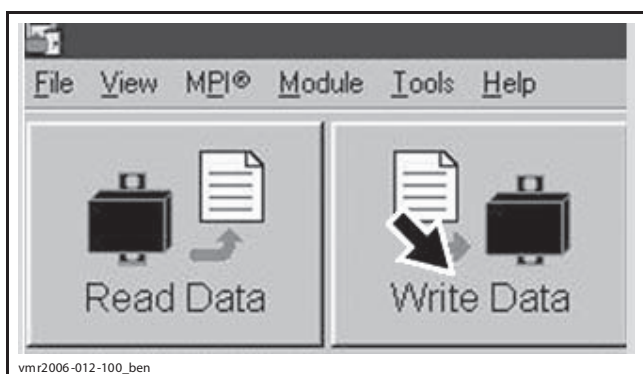 File View MPI® Module Tools Help
Read Data Write Data
vmr2006-012-100_ben